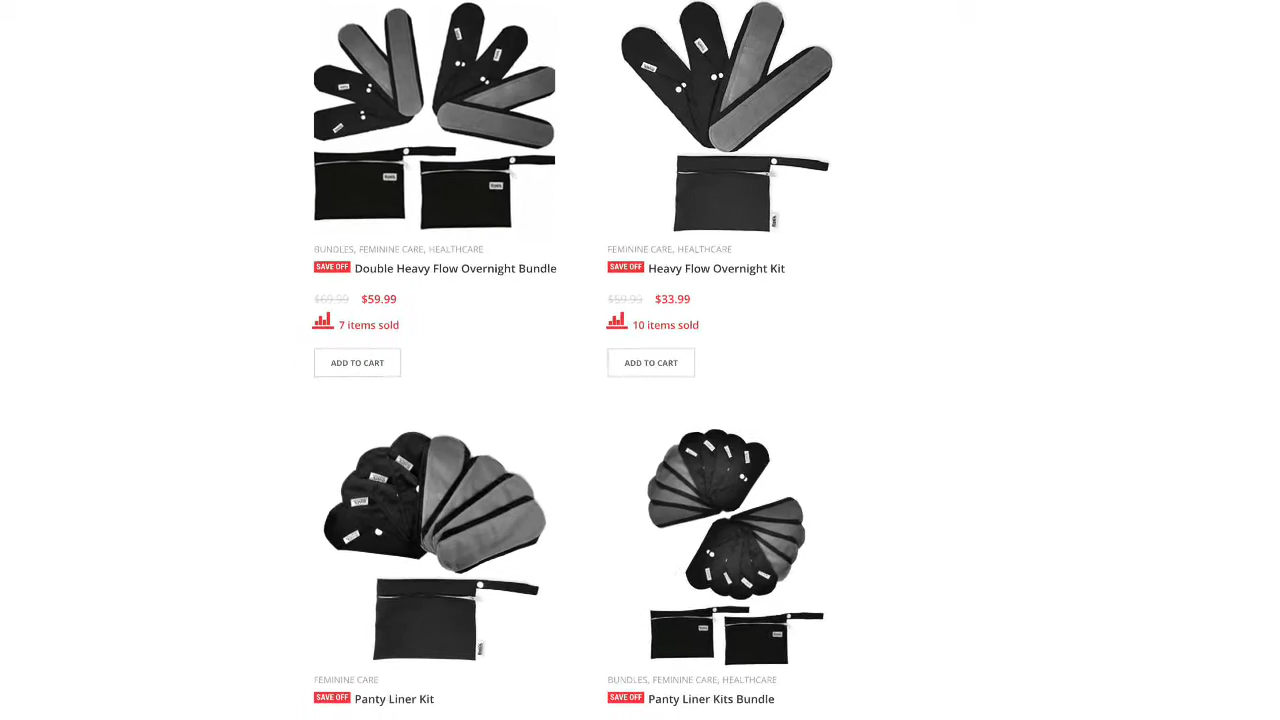 BUNDLES, FEMININE CARE, HEALTHCARE
SAVE OFF Double Heavy Flow Overnight Bundle
$69.99 $59.99
7 items sold
ADD TO CART
FEMININE CARE, HEALTHCARE
SAVE OFF Heavy Flow Overnight Kit
$59.99 $33.99
10 items sold
ADD TO CART
FEMININE CARE
SAVE OFF Panty Liner Kit
BUNDLES, FEMININE CARE, HEALTHCARE
SAVE OFF Panty Liner Kits Bundle